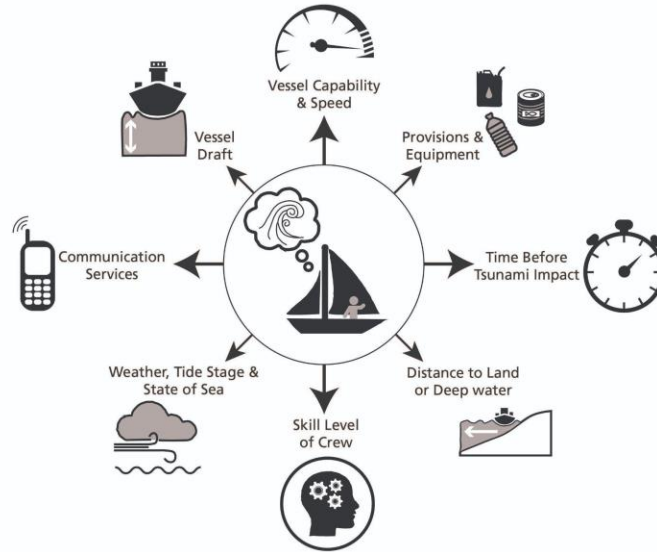 Vessel Capability
& Speed
Vessel
Draft
Provisions &
Equipment
Communication
Services
Time Before
Tsunami Impact
Weather, Tide Stage &
State of Sea
Distance to Land
or Deep water
Skill Level
of Crew